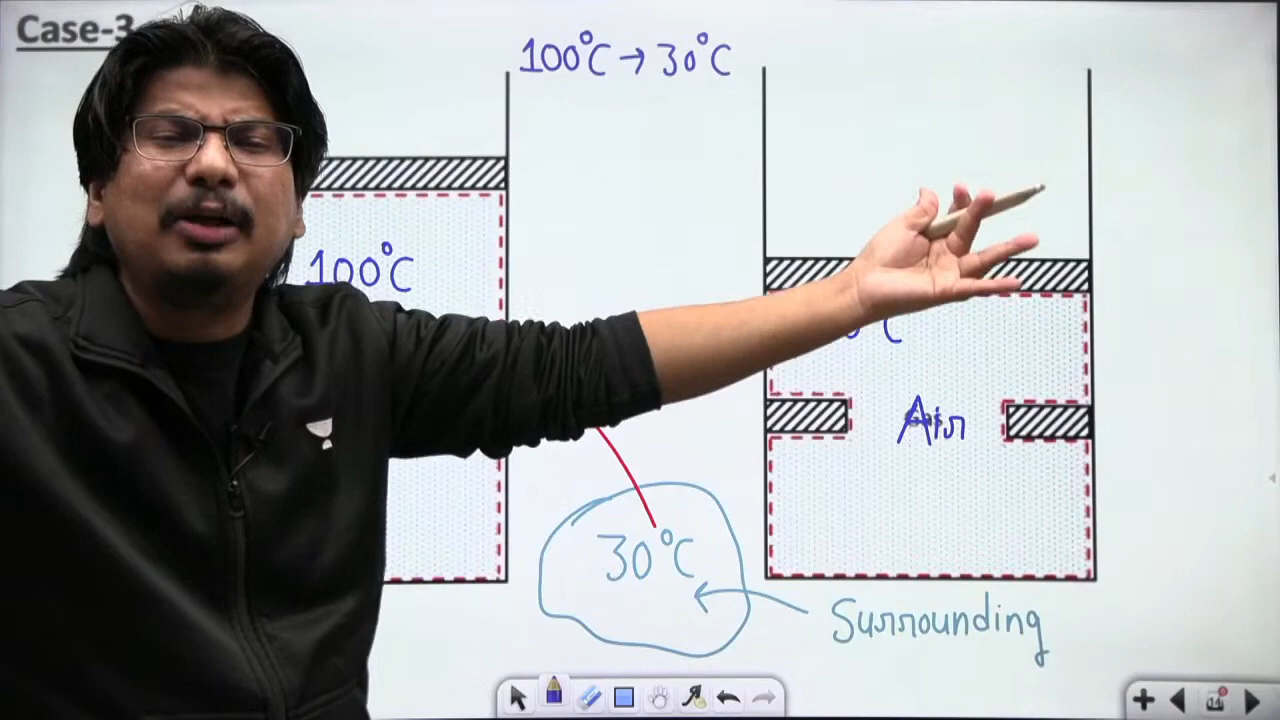 Case-3
100°C → 30°C
100°C
°C
Air
30°C
Surrounding